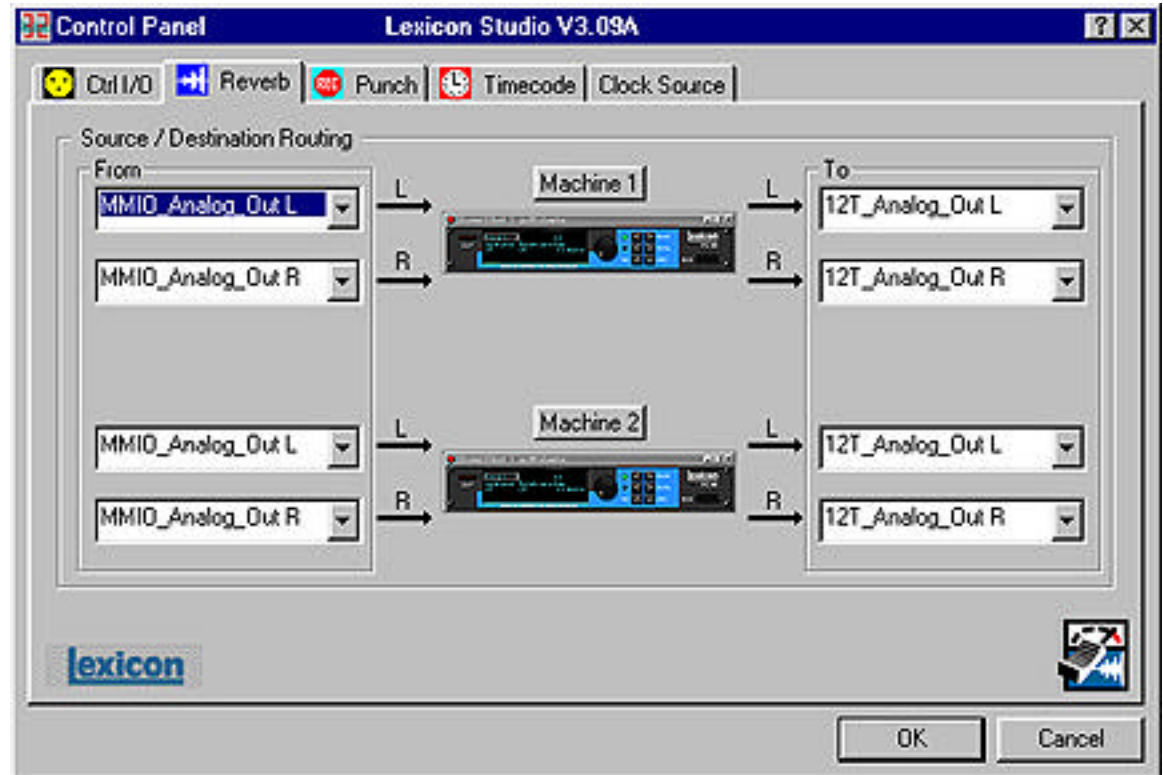 Control Panel Lexicon Studio V3.09A
Ctrl I/O Reverb REC Punch Timecode Clock Source
Source / Destination Routing
From To
Machine 1
MMIO_Analog_Out L L L 12T_Analog_Out L
MMIO_Analog_Out R R R 12T_Analog_Out R
Machine 2
MMIO_Analog_Out L L L 12T_Analog_Out L
MMIO_Analog_Out R R R 12T_Analog_Out R
lexicon
OK Cancel